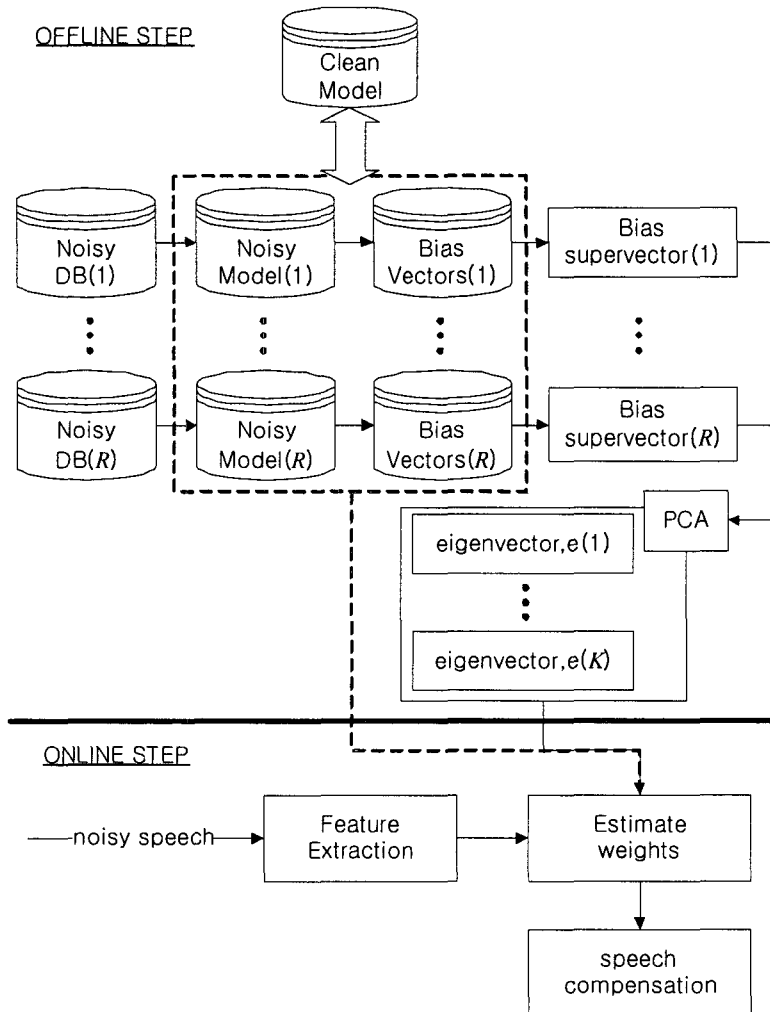 OFFLINE STEP
Clean
Model
Noisy
DB(1)
Noisy
Model(1)
Bias
Vectors(1)
Bias
supervector(1)
Noisy
DB(R)
Noisy
Model(R)
Bias
Vectors(R)
Bias
supervector(R)
PCA
eigenvector,e(1)
eigenvector,e(K)
ONLINE STEP
noisy speech
Feature
Extraction
Estimate
weights
speech
compensation